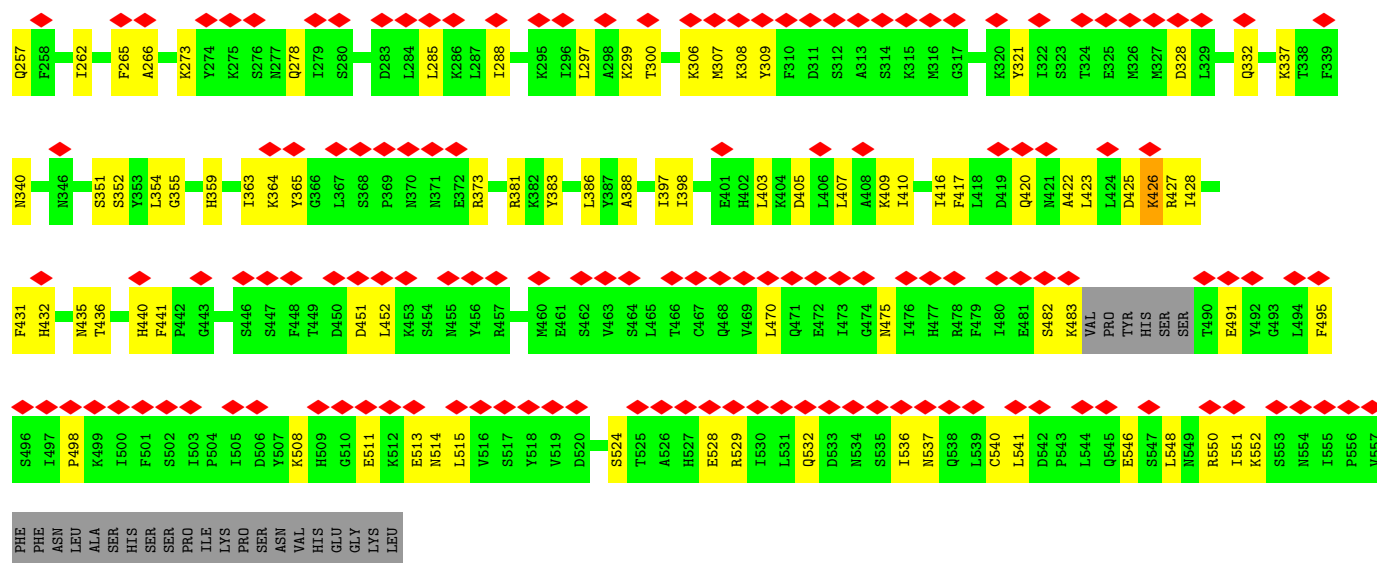 Q257 F258 I262 F265 A266 K273 Y274 K275 S276 N277 Q278 I279 S280 D283 L284 L285 K286 L287 I288 K295 I296 L297 A298 K299 T300 K306 M307 K308 Y309 F310 D311 S312 A313 S314 K315 M316 G317 K320 Y321 I322 S323 T324 E325 M326 M327 D328 L329 Q332 K337 T338 F339
N340 N346 S351 S352 Y353 L354 G355 H359 I363 K364 Y365 G366 L367 S368 P369 N370 N371 E372 R373 R381 K382 Y383 L386 Y387 A388 I397 I398 E401 H402 L403 K404 D405 L406 L407 A408 K409 I410 I416 F417 L418 D419 Q420 N421 A422 L423 L424 D425 K426 R427 I428
F431 H432 N435 T436 H440 F441 P442 G443 S446 S447 F448 T449 D450 D451 L452 K453 S454 N455 Y456 R457 M460 E461 S462 V463 S464 L465 T466 C467 Q468 V469 L470 Q471 E472 I473 G474 N475 I476 H477 R478 F479 I480 E481 S482 K483 VAL PRO TYR HIS SER SER T490 E491 Y492 G493 L494 F495
S496 I497 P498 K499 I500 F501 S502 I503 P504 I505 D506 Y507 K508 H509 G510 E511 K512 E513 N514 L515 V516 S517 Y518 V519 D520 S524 T525 A526 H527 E528 R529 I530 L531 Q532 D533 N534 S535 I536 N537 Q538 L539 C540 L541 D542 P543 L544 Q545 E546 S547 L548 N549 R550 I551 K552 S553 N554 I555 P556 V557
PHE PHE ASN LEU ALA SER HIS SER SER PRO ILE LYS PRO SER ASN VAL HIS GLU GLY LYS LEU